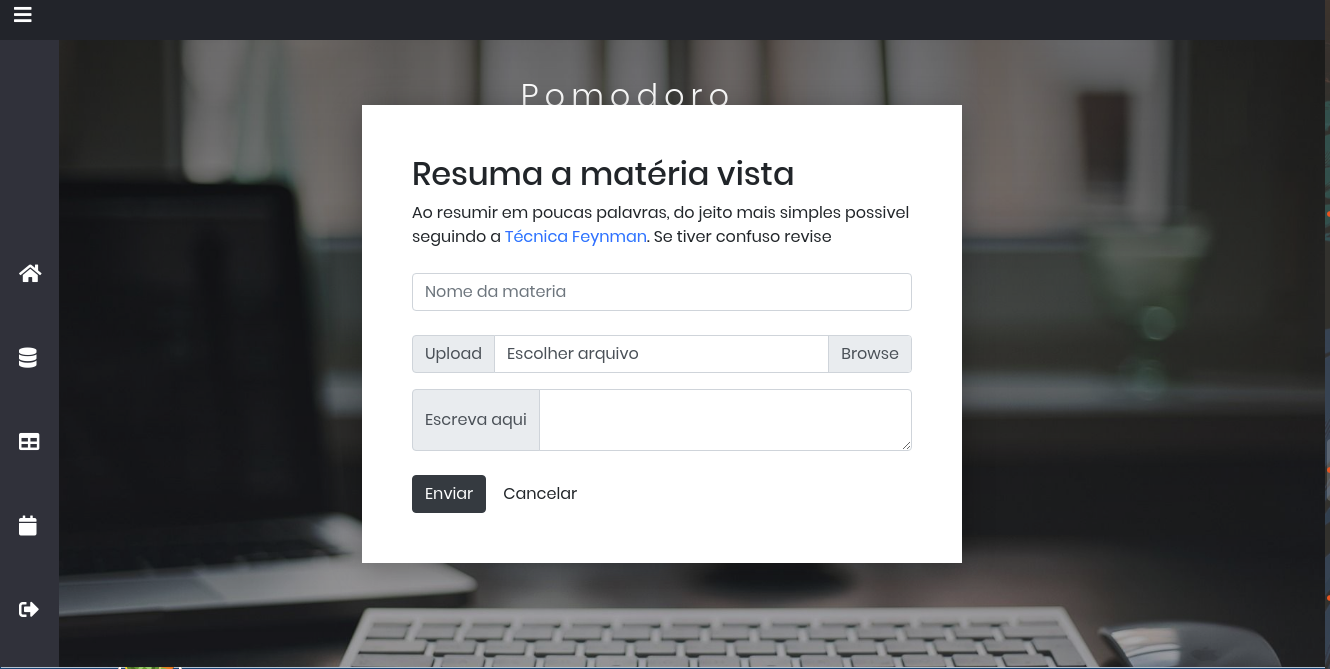 Pomodoro
Resuma a matéria vista
Ao resumir em poucas palavras, do jeito mais simples possivel
seguindo a Técnica Feynman. Se tiver confuso revise
Nome da materia
Upload Escolher arquivo Browse
Escreva aqui
Enviar Cancelar